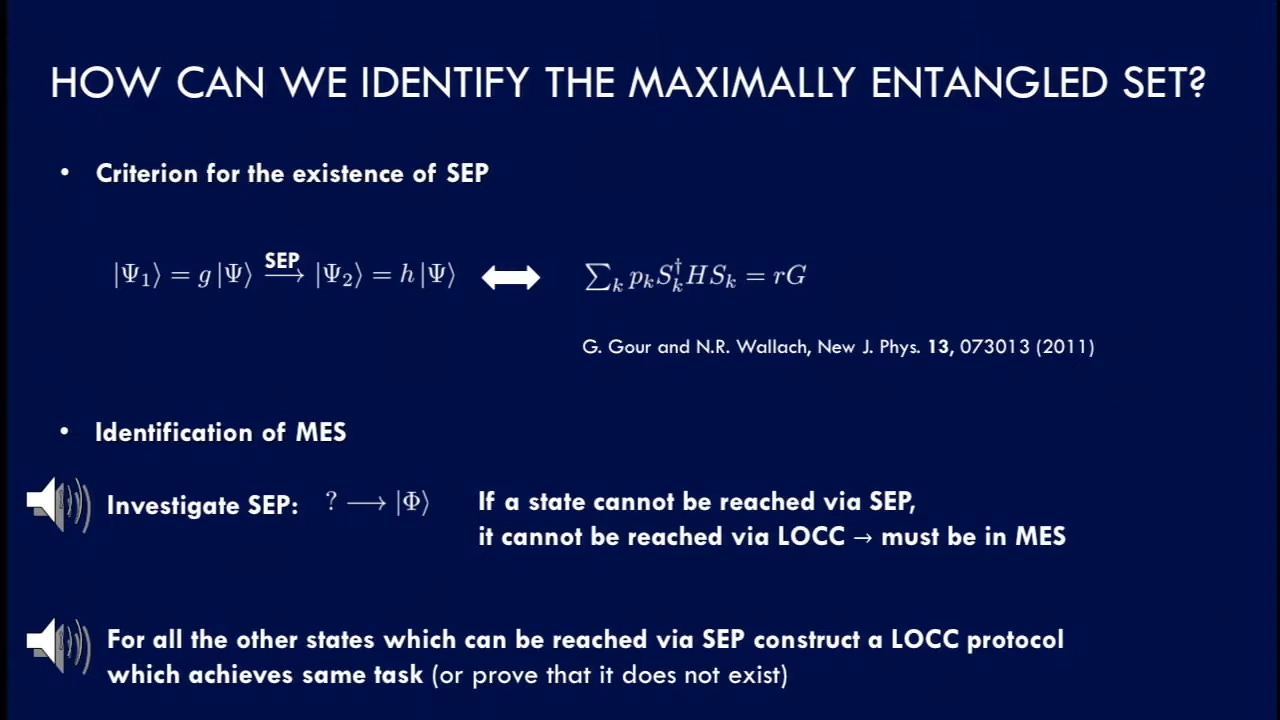 HOW CAN WE IDENTIFY THE MAXIMALLY ENTANGLED SET?
• Criterion for the existence of SEP
|Ψ₁⟩ = g |Ψ⟩ SEP⟶ |Ψ₂⟩ = h |Ψ⟩ ⟺ ∑ₖ pₖSₖ†HSₖ = rG
G. Gour and N.R. Wallach, New J. Phys. 13, 073013 (2011)
• Identification of MES
Investigate SEP: ? ⟶ |Φ⟩ If a state cannot be reached via SEP,
it cannot be reached via LOCC → must be in MES
For all the other states which can be reached via SEP construct a LOCC protocol
which achieves same task (or prove that it does not exist)